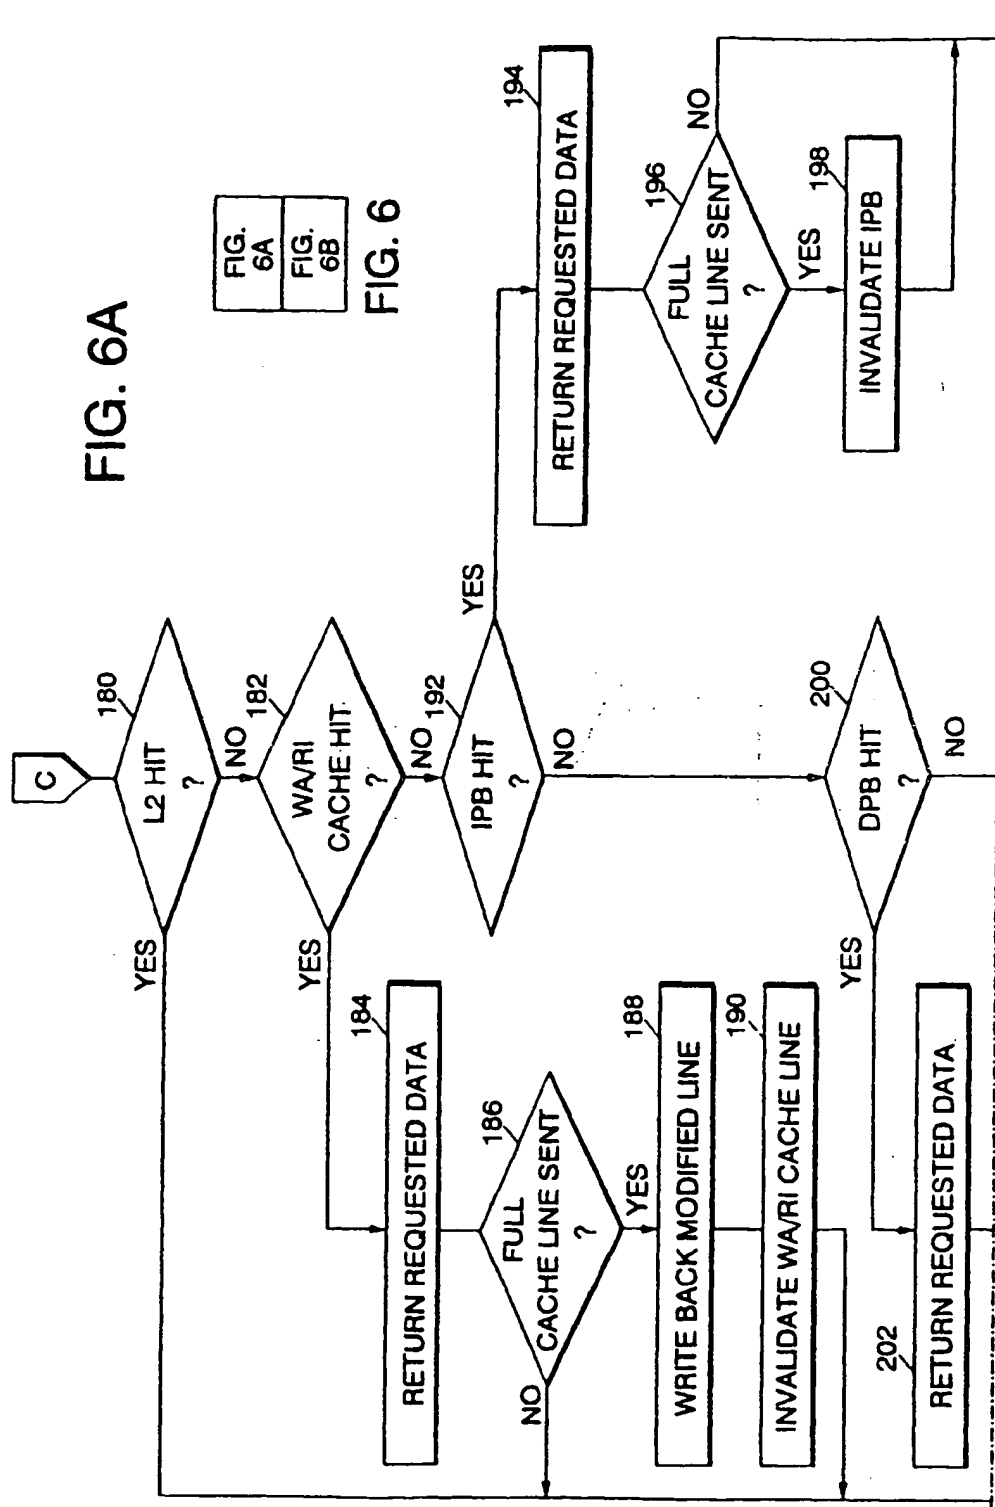 FIG. 6A
FIG.
6A
FIG.
6B
FIG. 6
C
180
L2 HIT
?
YES
NO
182
WA/RI
CACHE HIT
?
YES
NO
184
RETURN REQUESTED DATA
186
FULL
CACHE LINE SENT
?
NO
YES
188
WRITE BACK MODIFIED LINE
190
INVALIDATE WA/RI CACHE LINE
192
IPB HIT
?
YES
NO
194
RETURN REQUESTED DATA
196
FULL
CACHE LINE SENT
?
NO
YES
198
INVALIDATE IPB
200
DPB HIT
?
YES
NO
202
RETURN REQUESTED DATA